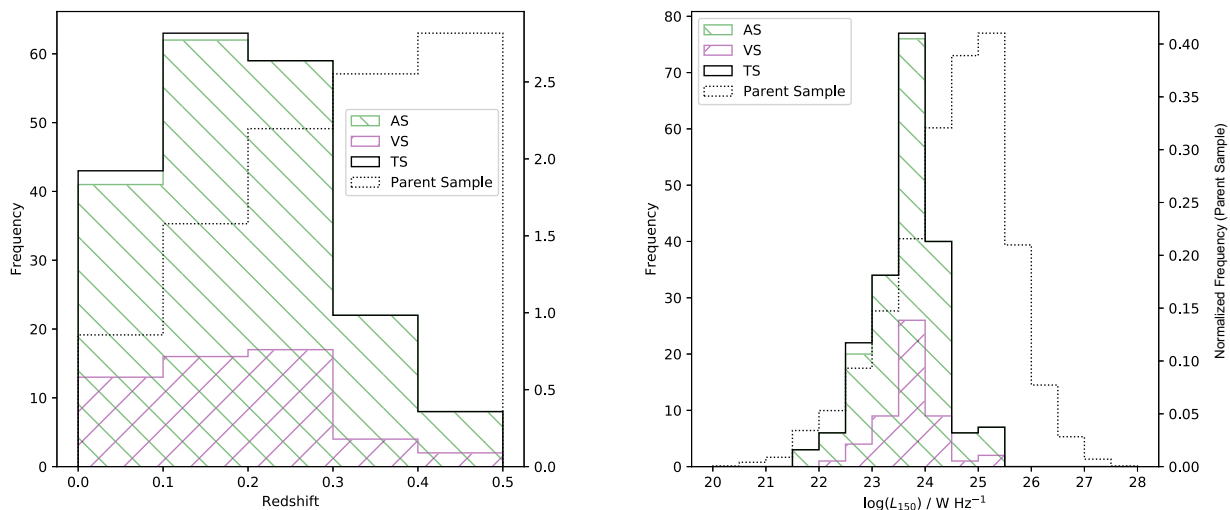 60
50
40
30
20
10
0
Frequency
0.0 0.1 0.2 0.3 0.4 0.5
Redshift
2.5
2.0
1.5
1.0
0.5
0.0
AS
VS
TS
Parent Sample
80
70
60
50
40
30
20
10
0
Frequency
20 21 22 23 24 25 26 27 28
log(L₁₅₀) / W Hz⁻¹
0.40
0.35
0.30
0.25
0.20
0.15
0.10
0.05
0.00
Normalized Frequency (Parent Sample)
AS
VS
TS
Parent Sample